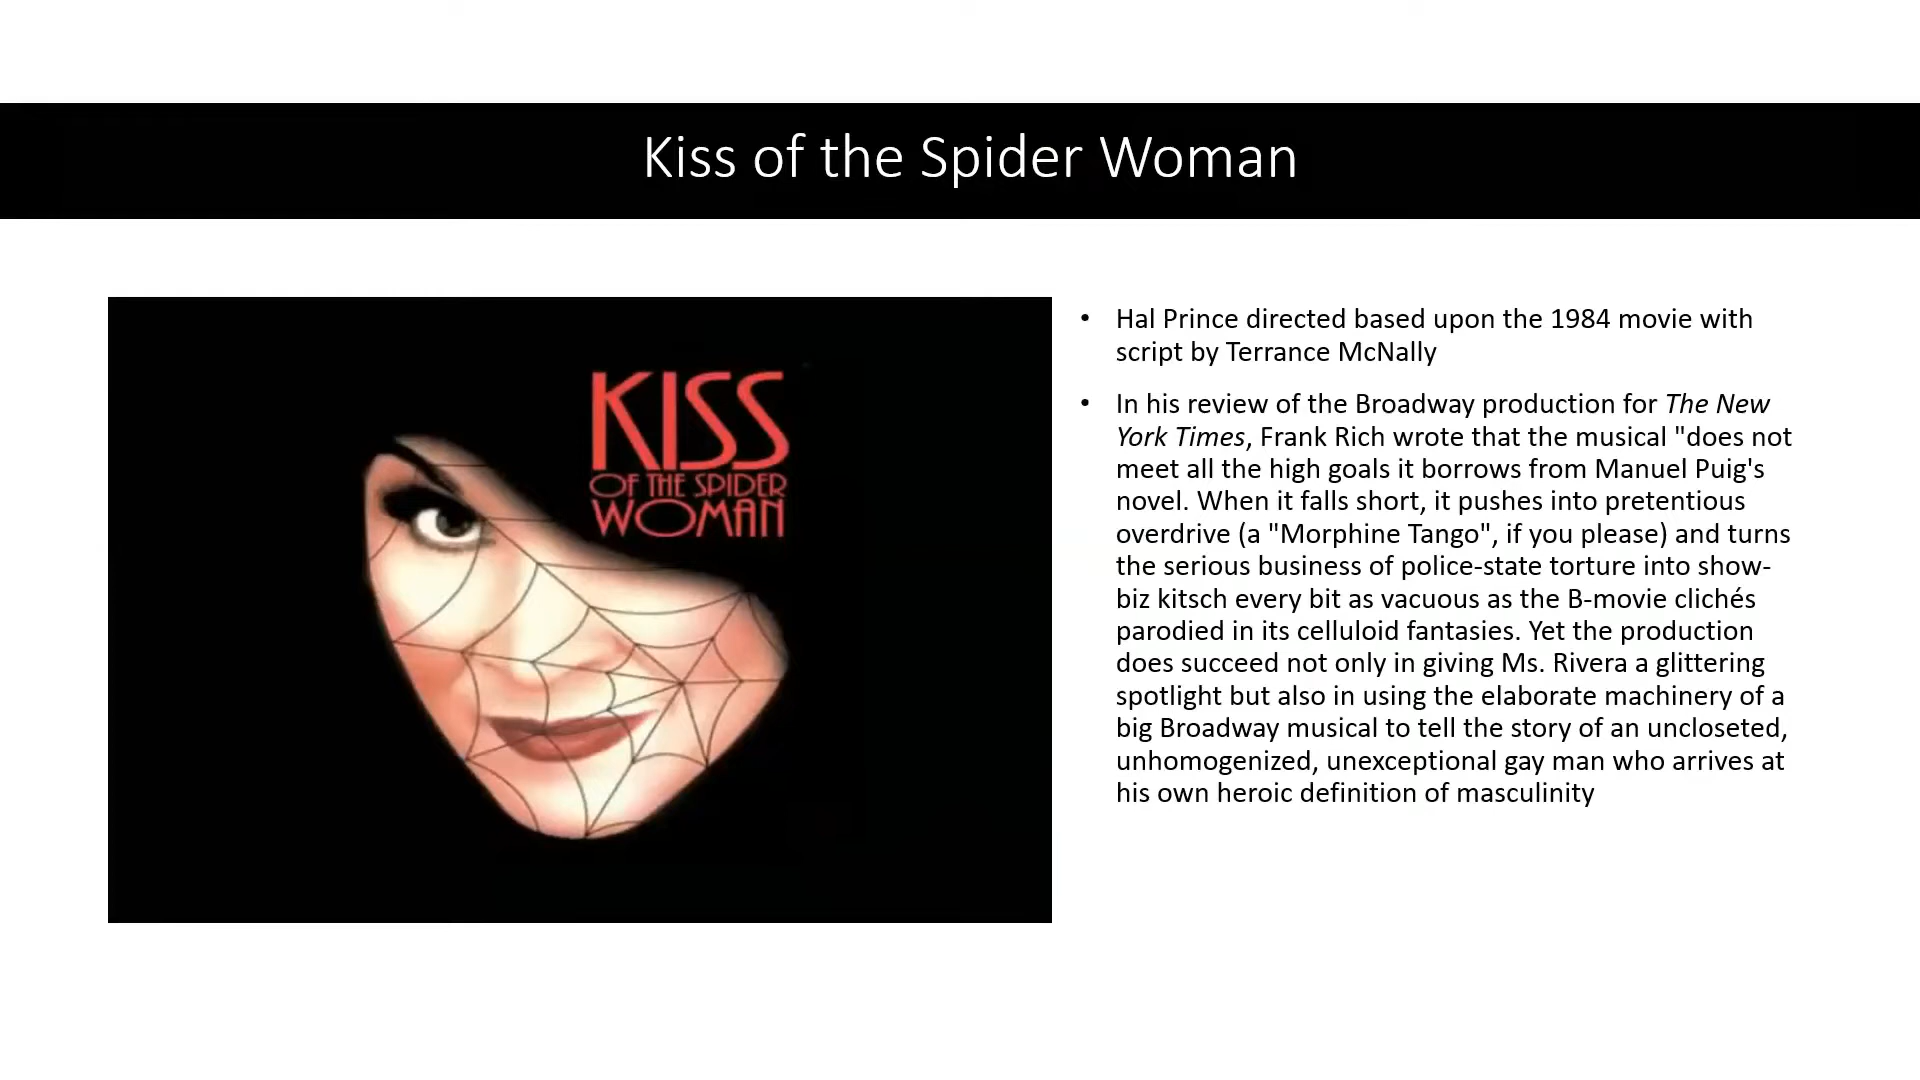 Kiss of the Spider Woman
KISS
OF THE SPIDER
WOMAN
• Hal Prince directed based upon the 1984 movie with
script by Terrance McNally
• In his review of the Broadway production for The New
York Times, Frank Rich wrote that the musical "does not
meet all the high goals it borrows from Manuel Puig's
novel. When it falls short, it pushes into pretentious
overdrive (a "Morphine Tango", if you please) and turns
the serious business of police-state torture into show-
biz kitsch every bit as vacuous as the B-movie clichés
parodied in its celluloid fantasies. Yet the production
does succeed not only in giving Ms. Rivera a glittering
spotlight but also in using the elaborate machinery of a
big Broadway musical to tell the story of an uncloseted,
unhomogenized, unexceptional gay man who arrives at
his own heroic definition of masculinity